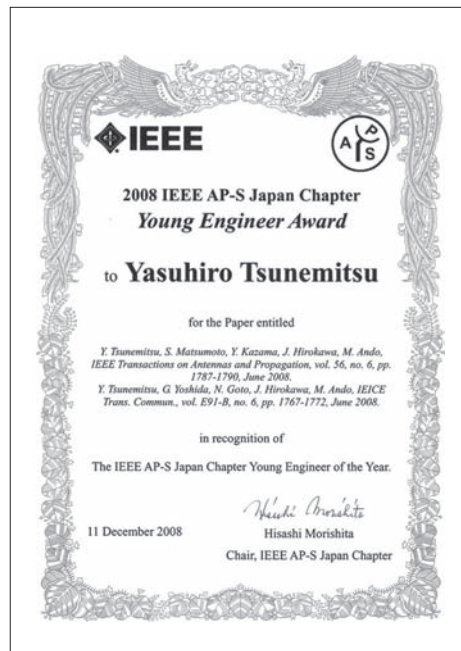 IEEE
A P S
2008 IEEE AP-S Japan Chapter
Young Engineer Award
to Yasuhiro Tsunemitsu
for the Paper entitled
Y. Tsunemitsu, S. Matsumoto, Y. Kazama, J. Hirokawa, M. Ando,
IEEE Transactions on Antennas and Propagation, vol. 56, no. 6, pp.
1787-1790, June 2008.
Y. Tsunemitsu, G. Yoshida, N. Goto, J. Hirokawa, M. Ando, IEICE
Trans. Commun., vol. E91-B, no. 6, pp. 1767-1772, June 2008.
in recognition of
The IEEE AP-S Japan Chapter Young Engineer of the Year.
Hisashi Morishita
11 December 2008
Hisashi Morishita
Chair, IEEE AP-S Japan Chapter